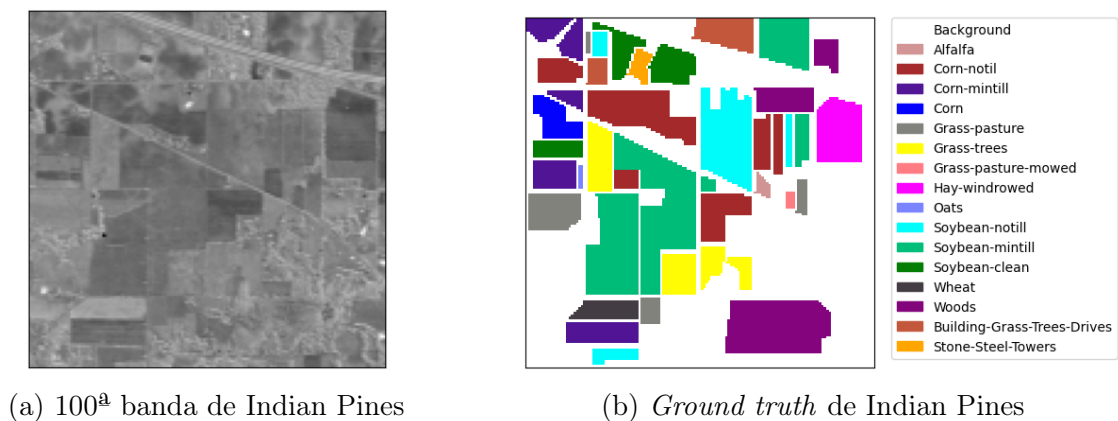 Background
Alfalfa
Corn-notil
Corn-mintill
Corn
Grass-pasture
Grass-trees
Grass-pasture-mowed
Hay-windrowed
Oats
Soybean-notill
Soybean-mintill
Soybean-clean
Wheat
Woods
Building-Grass-Trees-Drives
Stone-Steel-Towers
(a) 100ª banda de Indian Pines
(b) Ground truth de Indian Pines